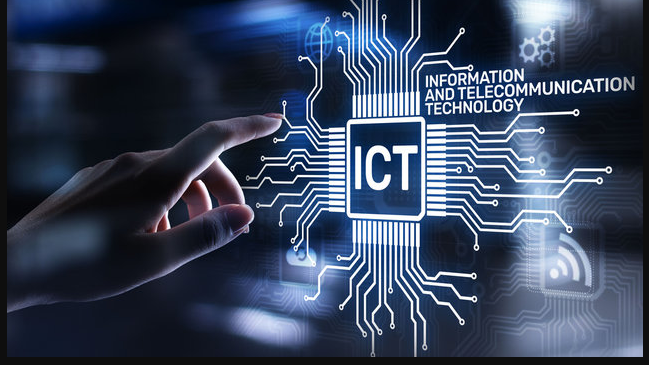 INFORMATION
AND TELECOMMUNICATION
TECHNOLOGY
ICT